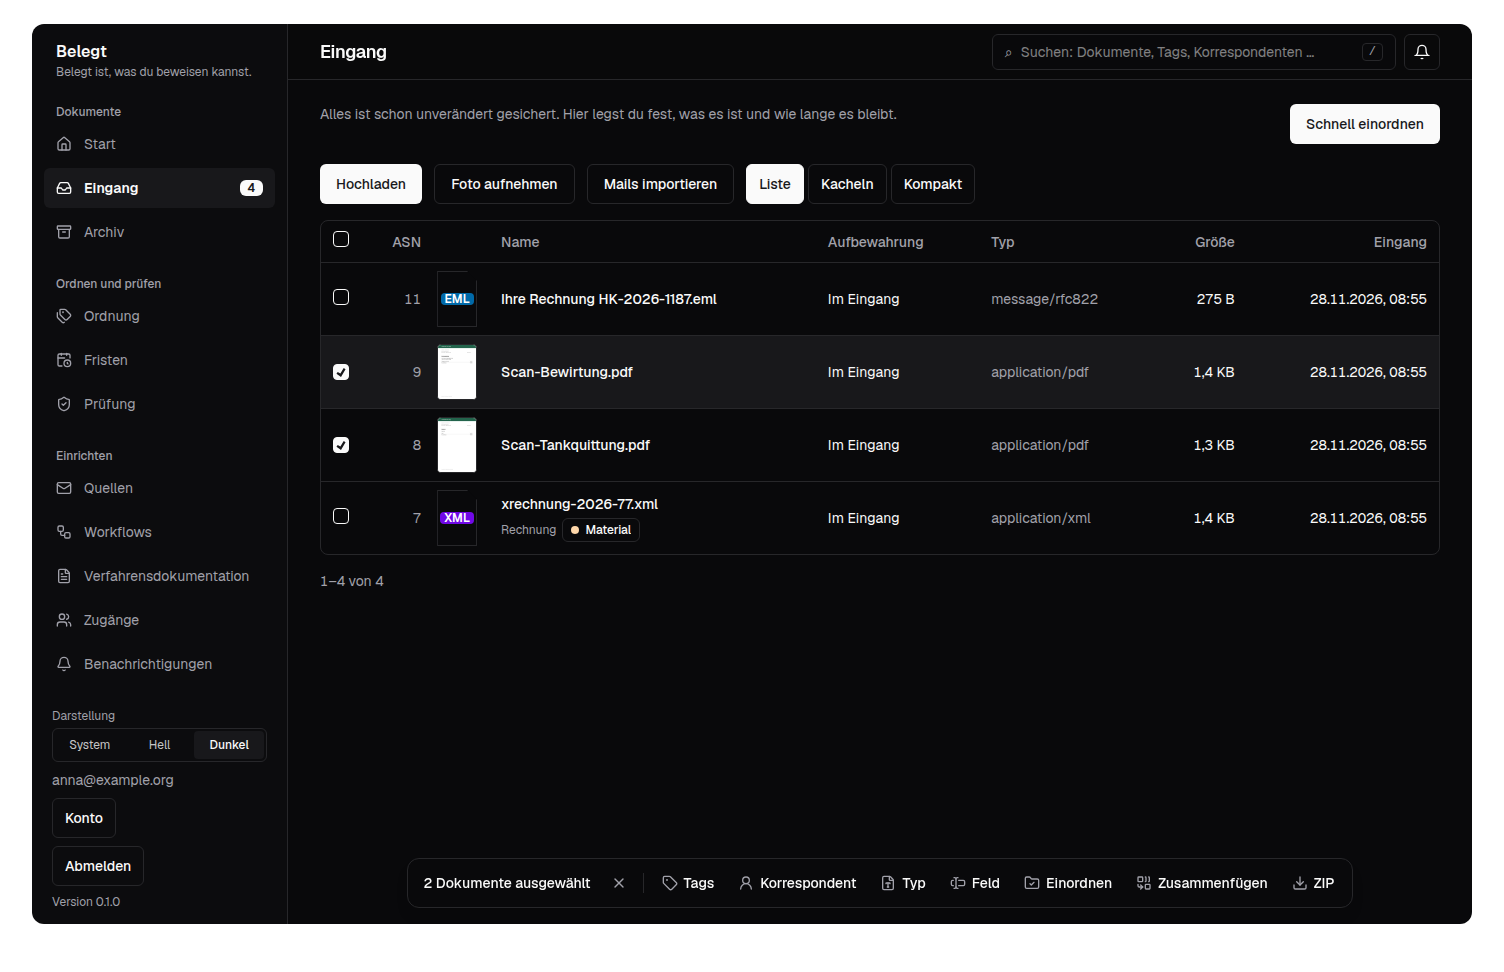 Belegt
Belegt ist, was du beweisen kannst.
Dokumente
Start
Eingang 4
Archiv
Ordnen und prüfen
Ordnung
Fristen
Prüfung
Einrichten
Quellen
Workflows
Verfahrensdokumentation
Zugänge
Benachrichtigungen
Darstellung
System Hell Dunkel
anna@example.org
Konto
Abmelden
Version 0.1.0
Eingang
Suchen: Dokumente, Tags, Korrespondenten … /
Alles ist schon unverändert gesichert. Hier legst du fest, was es ist und wie lange es bleibt.
Schnell einordnen
Hochladen Foto aufnehmen Mails importieren Liste Kacheln Kompakt
ASN Name Aufbewahrung Typ Größe Eingang
11 EML Ihre Rechnung HK-2026-1187.eml Im Eingang message/rfc822 275 B 28.11.2026, 08:55
9 Scan-Bewirtung.pdf Im Eingang application/pdf 1,4 KB 28.11.2026, 08:55
8 Scan-Tankquittung.pdf Im Eingang application/pdf 1,3 KB 28.11.2026, 08:55
7 XML xrechnung-2026-77.xml Im Eingang application/xml 1,4 KB 28.11.2026, 08:55
Rechnung Material
1–4 von 4
2 Dokumente ausgewählt Tags Korrespondent Typ Feld Einordnen Zusammenfügen ZIP